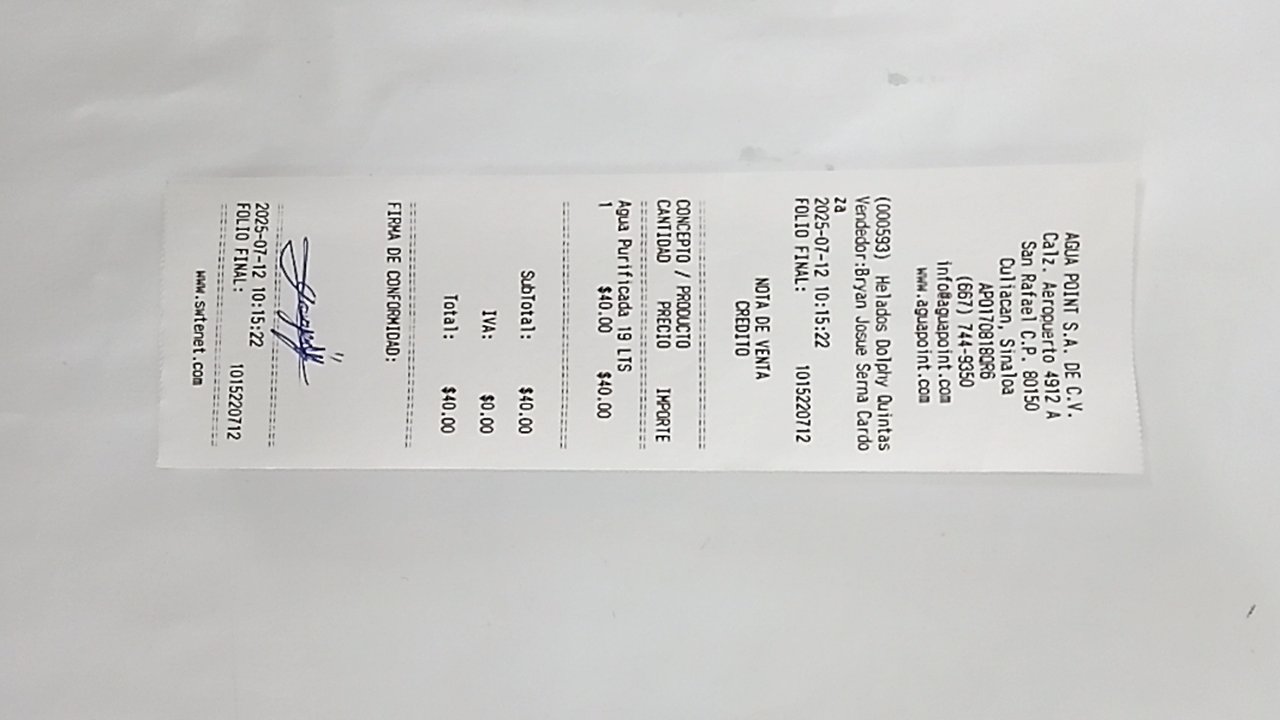 AGUA POINT S.A. DE C.V.
Calz. Aeropuerto 4912 A
San Rafael C.P. 80150
Culiacan, Sinaloa
APO170818QR6
(667) 744-9350
info@aguapoint.com
www.aguapoint.com
(000593) Helados Dolphy Quintas
Vendedor:Bryan Josue Serna Cardo
za
2025-07-12 10:15:22
FOLIO FINAL: 1015220712
NOTA DE VENTA
CREDITO
================================
CONCEPTO / PRODUCTO
CANTIDAD PRECIO IMPORTE
================================
Agua Purificada 19 LTS
1 $40.00 $40.00
================================
SubTotal: $40.00
IVA: $0.00
Total: $40.00
================================
FIRMA DE CONFORMIDAD:
================================
2025-07-12 10:15:22
FOLIO FINAL: 1015220712
================================
www.swtenet.com